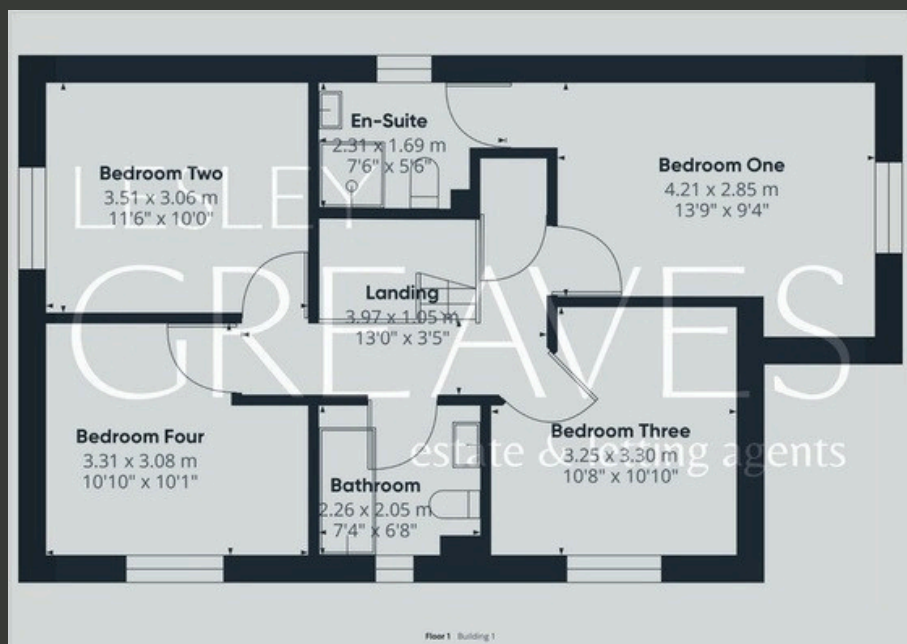 En-Suite
2.31 x 1.69 m
7'6" x 5'6"
Bedroom Two
3.51 x 3.06 m
11'6" x 10'0"
Bedroom One
4.21 x 2.85 m
13'9" x 9'4"
LESLEY
GREAVES
estate & letting agents
Landing
3.97 x 1.05 m
13'0" x 3'5"
Bedroom Four
3.31 x 3.08 m
10'10" x 10'1"
Bedroom Three
3.25 x 3.30 m
10'8" x 10'10"
Bathroom
2.26 x 2.05 m
7'4" x 6'8"
Floor 1 Building 1